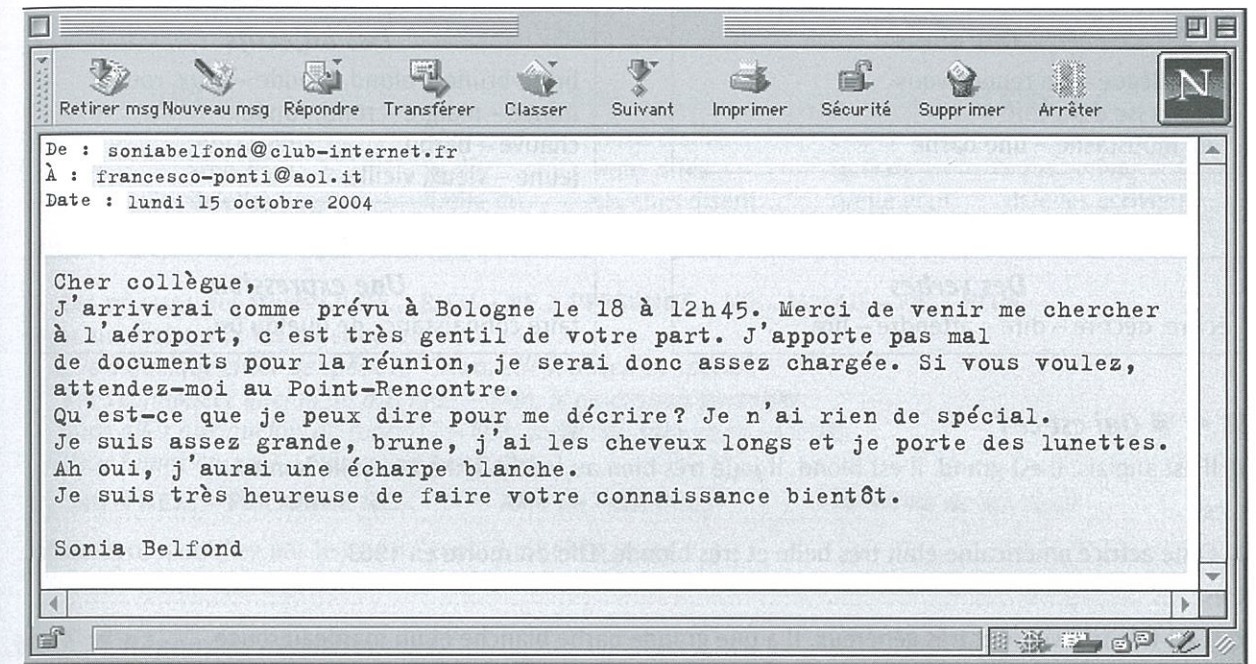 Retirer msg Nouveau msg Répondre Transférer Classer Suivant Imprimer Sécurité Supprimer Arrêter N
De : soniabelfond@club-internet.fr
À : francesco-ponti@aol.it
Date : lundi 15 octobre 2004
Cher collègue,
J'arriverai comme prévu à Bologne le 18 à 12h45. Merci de venir me chercher
à l'aéroport, c'est très gentil de votre part. J'apporte pas mal
de documents pour la réunion, je serai donc assez chargée. Si vous voulez,
attendez-moi au Point-Rencontre.
Qu'est-ce que je peux dire pour me décrire? Je n'ai rien de spécial.
Je suis assez grande, brune, j'ai les cheveux longs et je porte des lunettes.
Ah oui, j'aurai une écharpe blanche.
Je suis très heureuse de faire votre connaissance bientôt.
Sonia Belfond